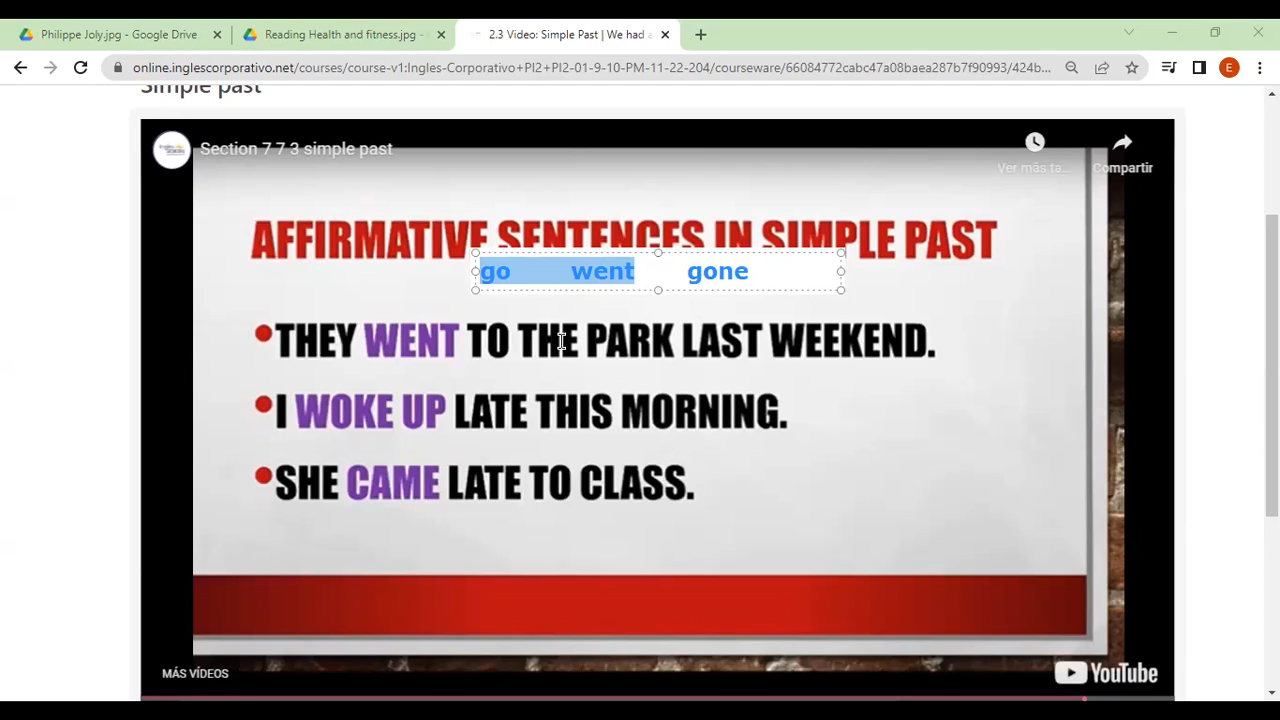 Philippe Joly.jpg - Google Drive
Reading Health and fitness.jpg -
2.3 Video: Simple Past | We had a
online.inglescorporativo.net/courses/course-v1:Ingles-Corporativo+PI2+PI2-01-9-10-PM-11-22-204/courseware/66084772cabc47a08baea287b7f90993/424b...
E
Simple past
Section 7 7 3 simple past
Ver más ta...
Compartir
AFFIRMATIVE SENTENCES IN SIMPLE PAST
go went gone
•THEY WENT TO THE PARK LAST WEEKEND.
•I WOKE UP LATE THIS MORNING.
•SHE CAME LATE TO CLASS.
MÁS VÍDEOS
YouTube